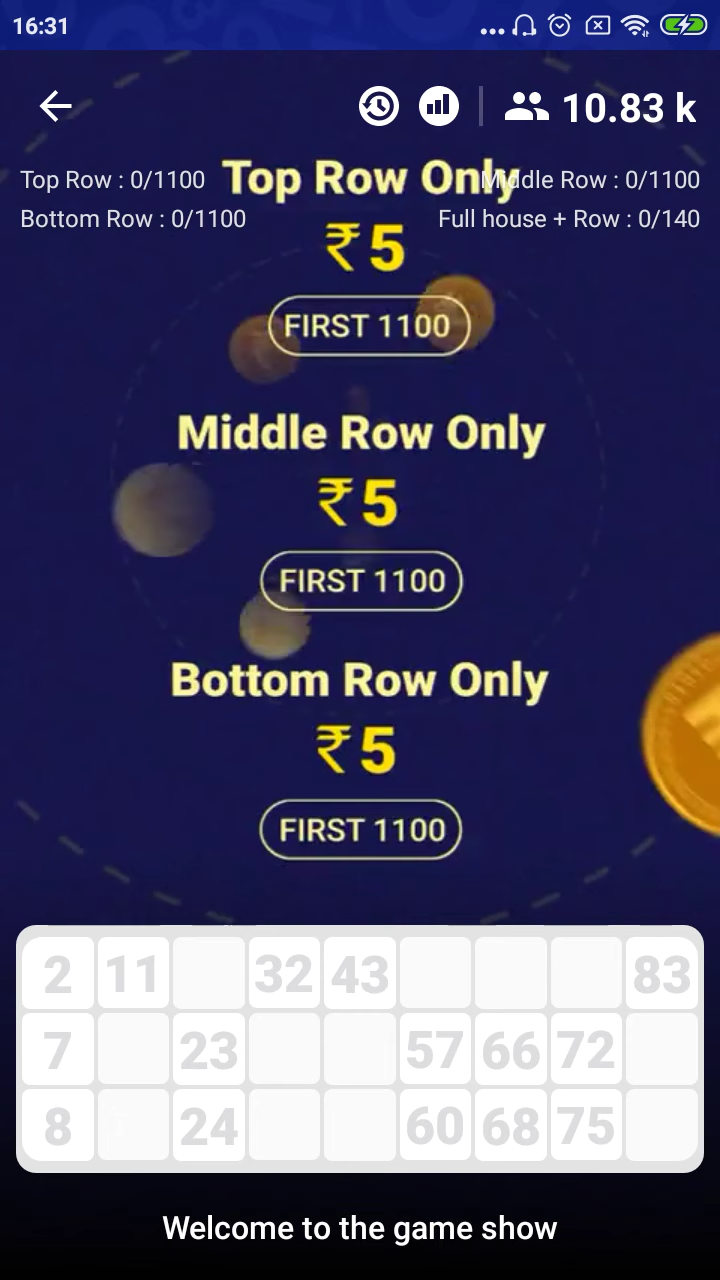 16:31
10.83 k
Top Row : 0/1100
Top Row Only
Middle Row : 0/1100
Bottom Row : 0/1100
Full house + Row : 0/140
₹5
FIRST 1100
Middle Row Only
₹5
FIRST 1100
Bottom Row Only
₹5
FIRST 1100
2 11 32 43 83
7 23 57 66 72
8 24 60 68 75
Welcome to the game show